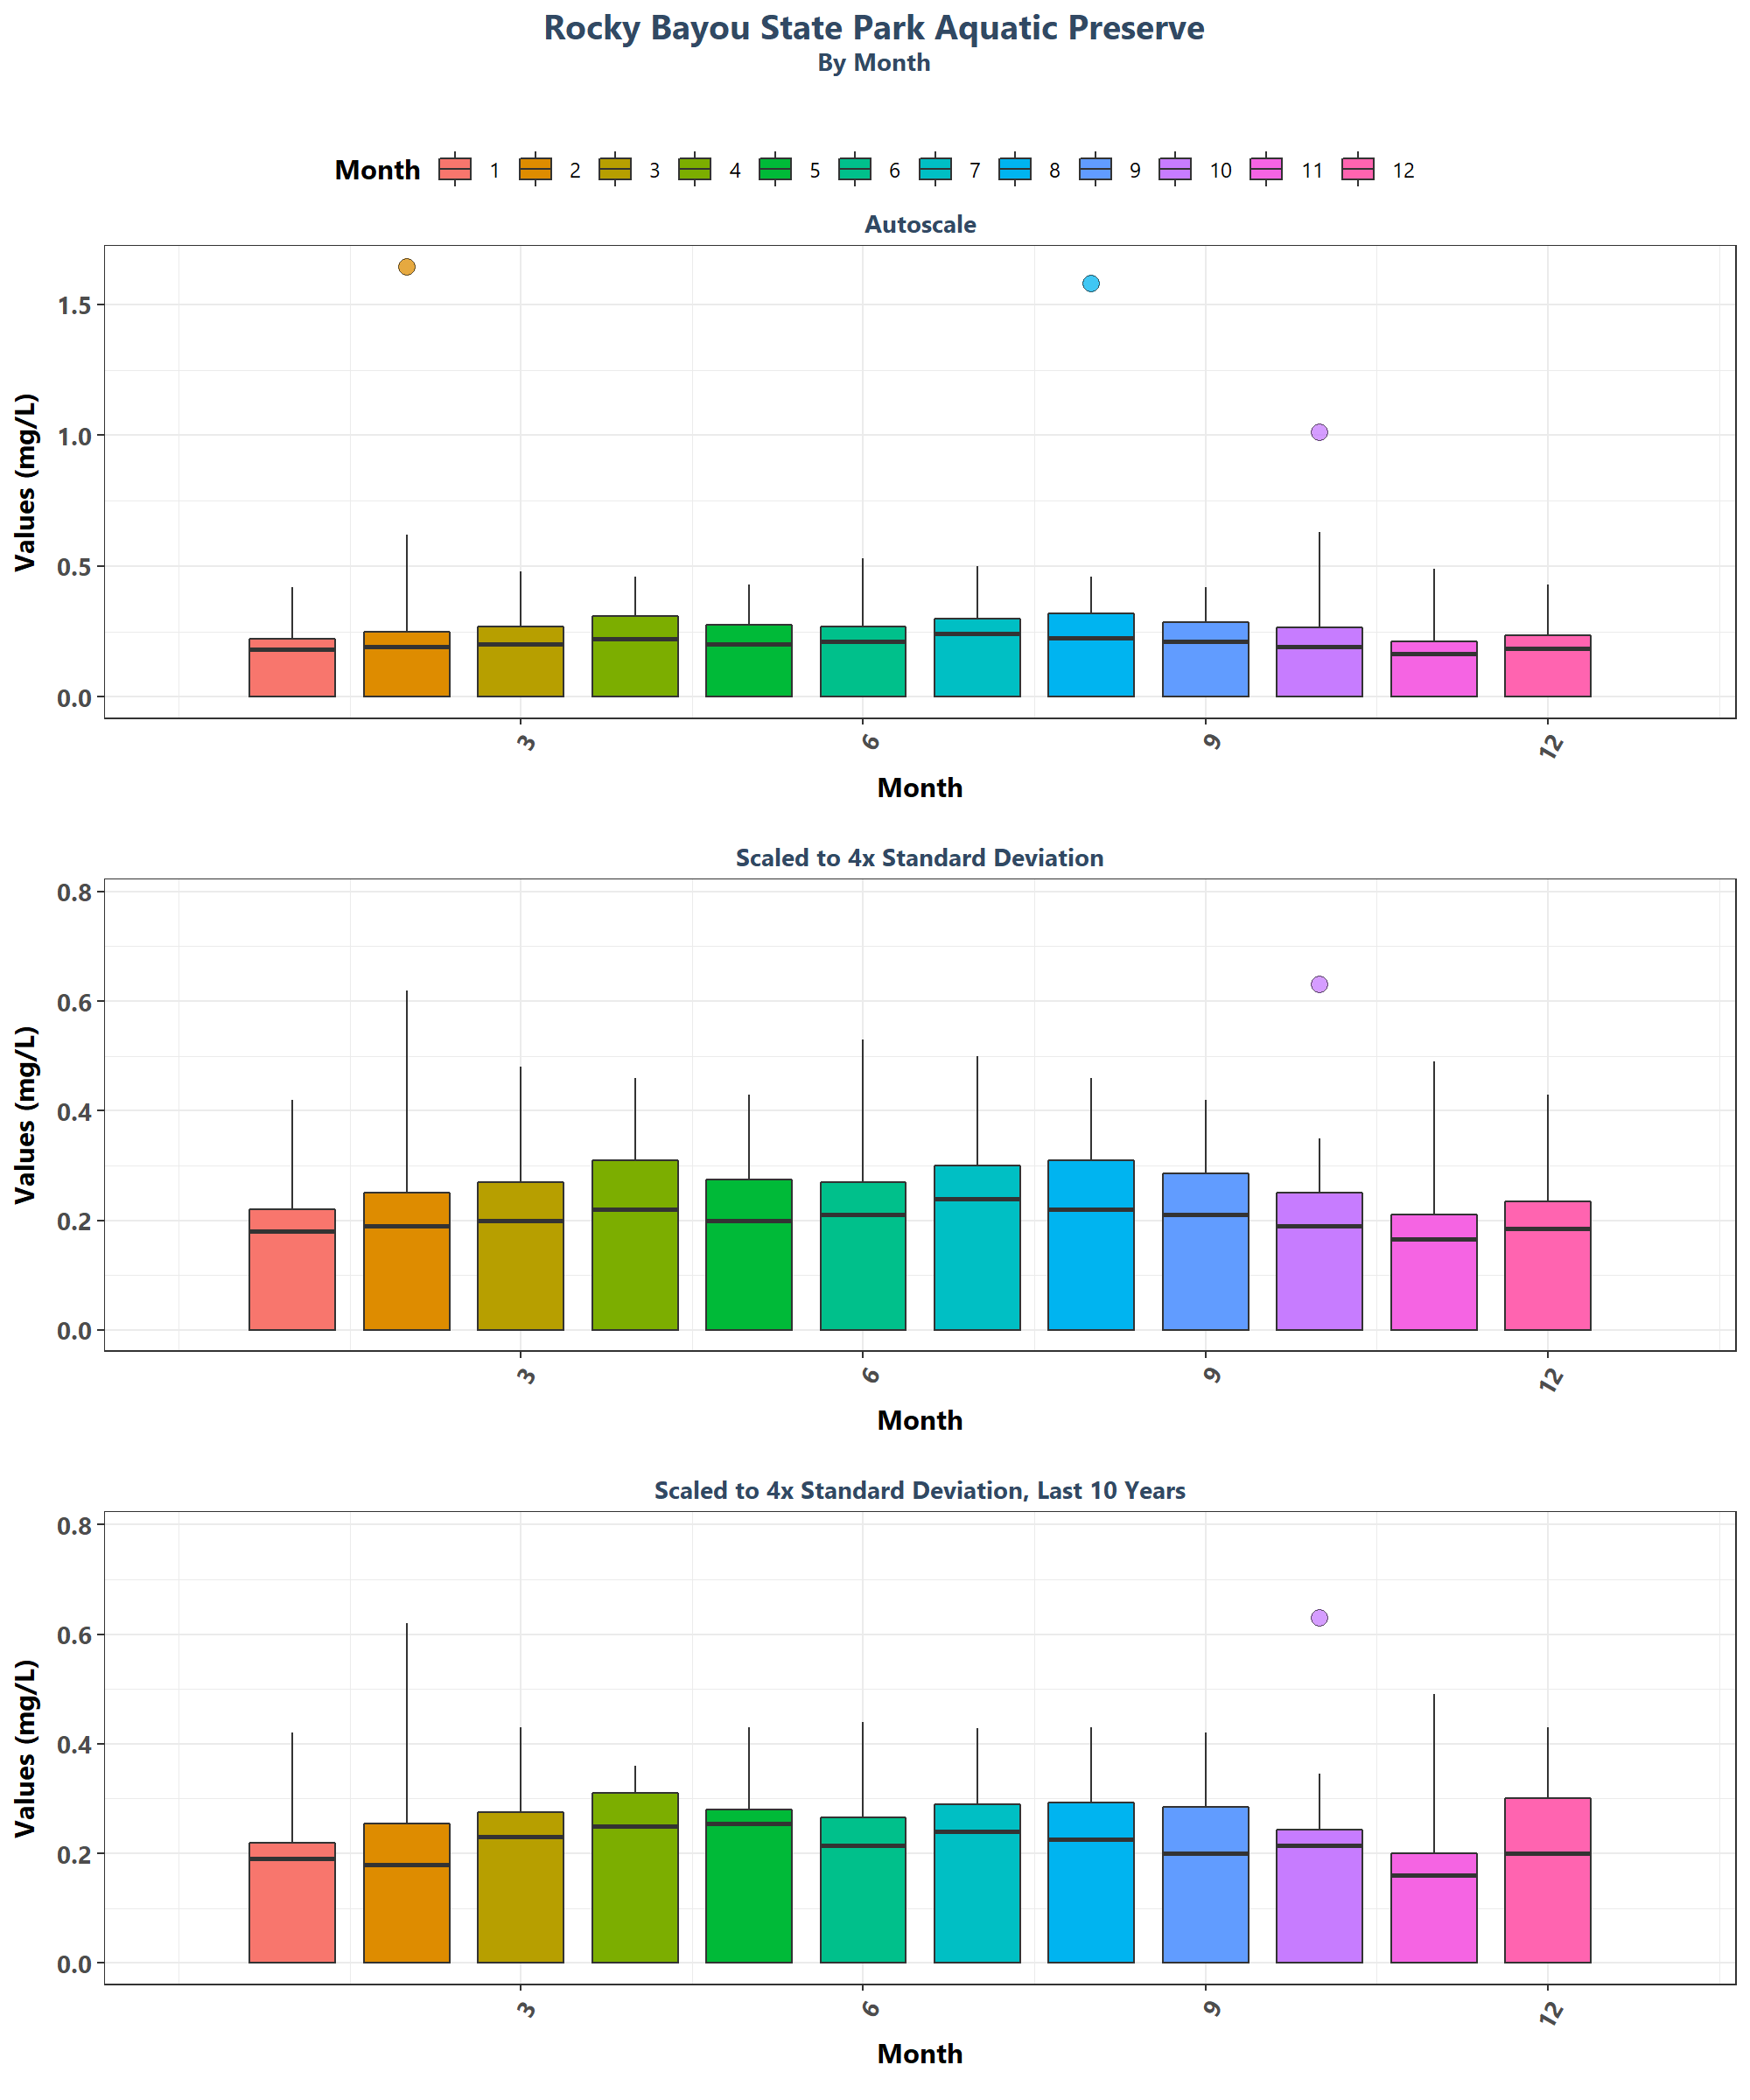 Rocky Bayou State Park Aquatic Preserve
By Month
Month 1 2 3 4 5 6 7 8 9 10 11 12
Autoscale
Values (mg/L)
1.5
1.0
0.5
0.0
3 6 9 12
Month
Scaled to 4x Standard Deviation
Values (mg/L)
0.8
0.6
0.4
0.2
0.0
3 6 9 12
Month
Scaled to 4x Standard Deviation, Last 10 Years
Values (mg/L)
0.8
0.6
0.4
0.2
0.0
3 6 9 12
Month